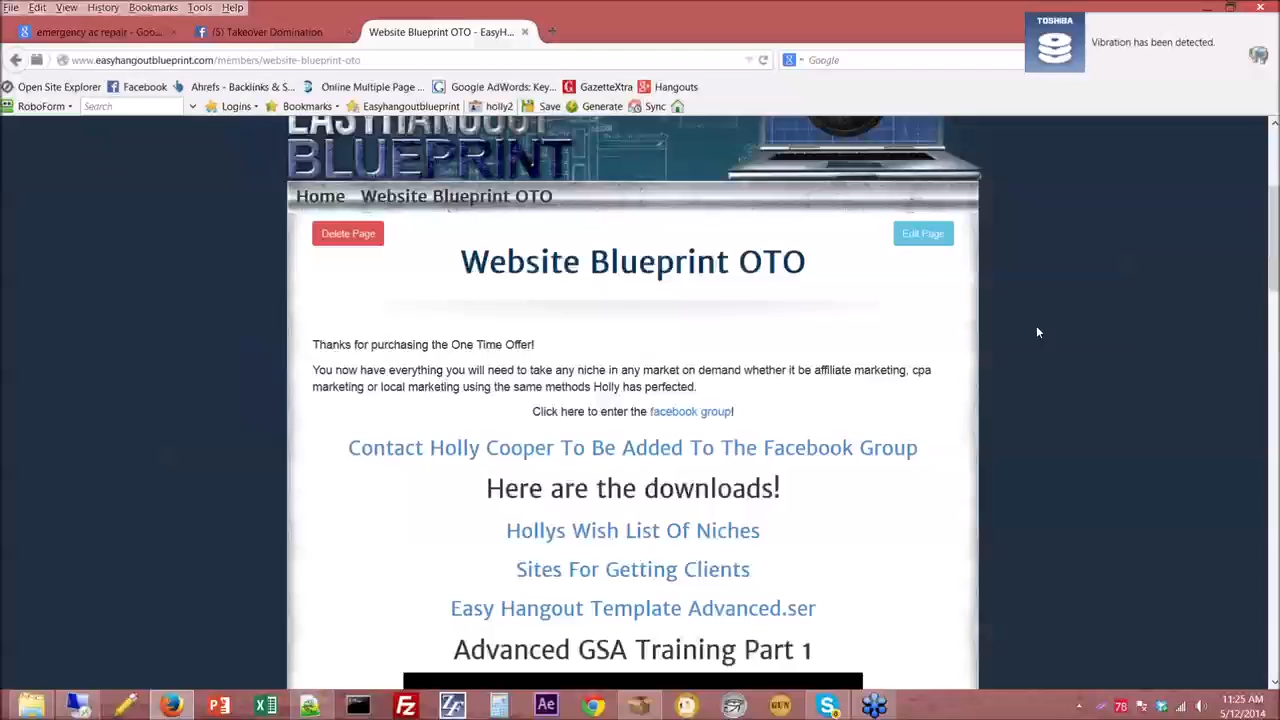 File Edit View History Bookmarks Tools Help
emergency ac repair - Goo... × (5) Takeover Domination × Website Blueprint OTO - EasyH... × +
TOSHIBA
Vibration has been detected.
www.easyhangoutblueprint.com/members/website-blueprint-oto
Google
Open Site Explorer Facebook Ahrefs - Backlinks & S... Online Multiple Page ... Google AdWords: Key... GazetteXtra Hangouts
RoboForm Search Logins Bookmarks Easyhangoutblueprint holly2 Save Generate Sync
EASYHANGOUT
BLUEPRINT
Home Website Blueprint OTO
Delete Page
Edit Page
Website Blueprint OTO
Thanks for purchasing the One Time Offer!
You now have everything you will need to take any niche in any market on demand whether it be affiliate marketing, cpa
marketing or local marketing using the same methods Holly has perfected.
Click here to enter the facebook group!
Contact Holly Cooper To Be Added To The Facebook Group
Here are the downloads!
Hollys Wish List Of Niches
Sites For Getting Clients
Easy Hangout Template Advanced.ser
Advanced GSA Training Part 1
78
11:25 AM
5/12/2014